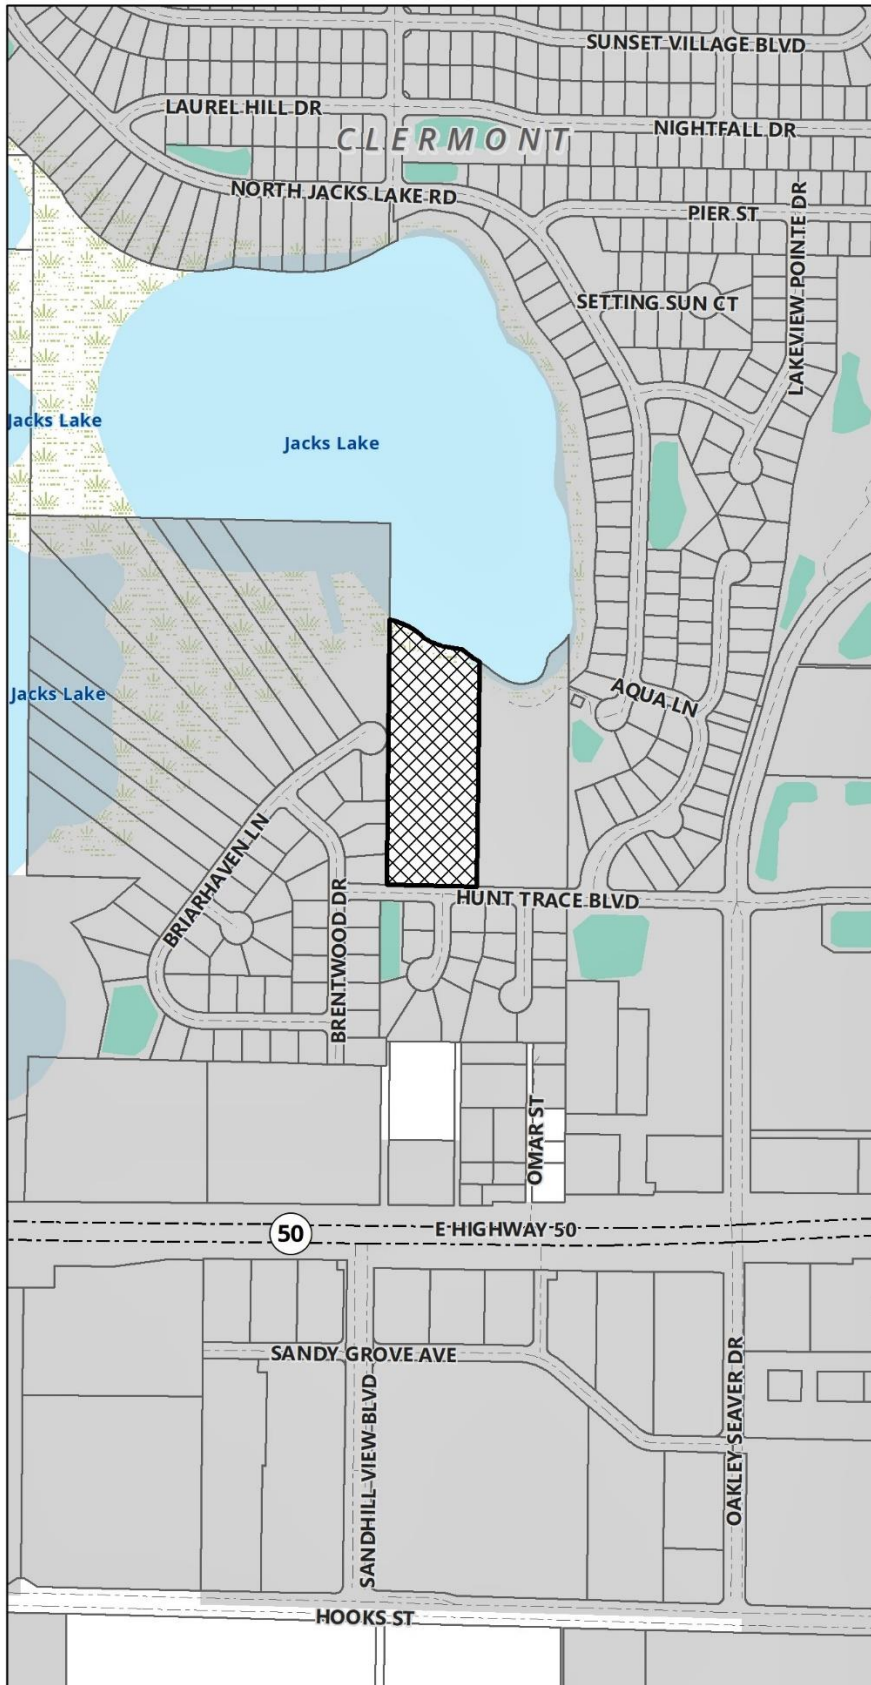 SUNSET VILLAGE BLVD
LAUREL HILL DR
CLERMONT
NIGHTFALL DR
NORTH JACKS LAKE RD
PIER ST
LAKEVIEW POINTE DR
SETTING SUN CT
Jacks Lake
Jacks Lake
Jacks Lake
AQUA LN
BRIARHAVEN LN
BRENTWOOD DR
HUNT TRACE BLVD
OMAR ST
50
E HIGHWAY 50
SANDY GROVE AVE
SANDHILL VIEW BLVD
OAKLEY SEAVER DR
HOOKS ST